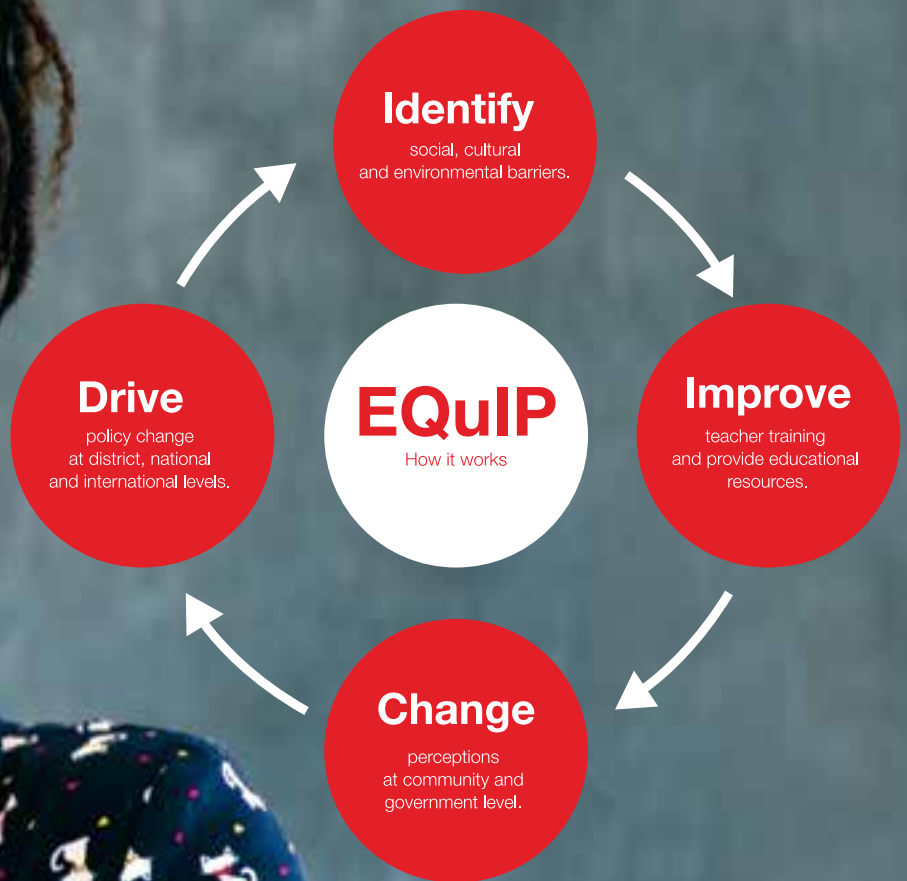 Identify
social, cultural
and environmental barriers.
Drive
policy change
at district, national
and international levels.
EQuIP
How it works
Improve
teacher training
and provide educational
resources.
Change
perceptions
at community and
government level.